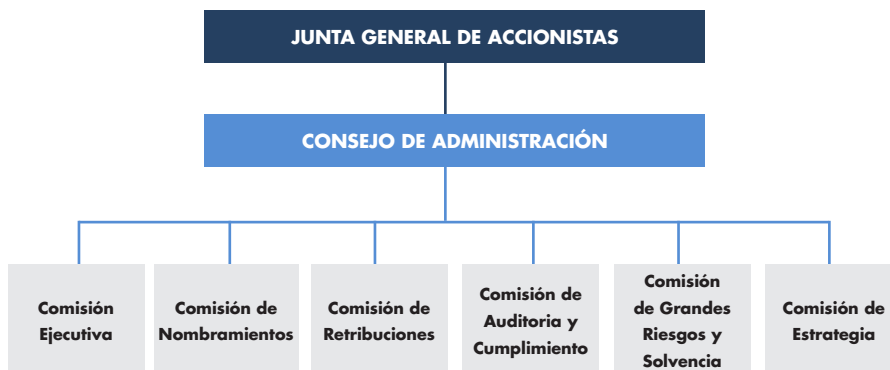 JUNTA GENERAL DE ACCIONISTAS
CONSEJO DE ADMINISTRACIÓN
Comisión
Ejecutiva
Comisión de
Nombramientos
Comisión de
Retribuciones
Comisión de
Auditoria y
Cumplimiento
Comisión
de Grandes
Riesgos y
Solvencia
Comisión de
Estrategia